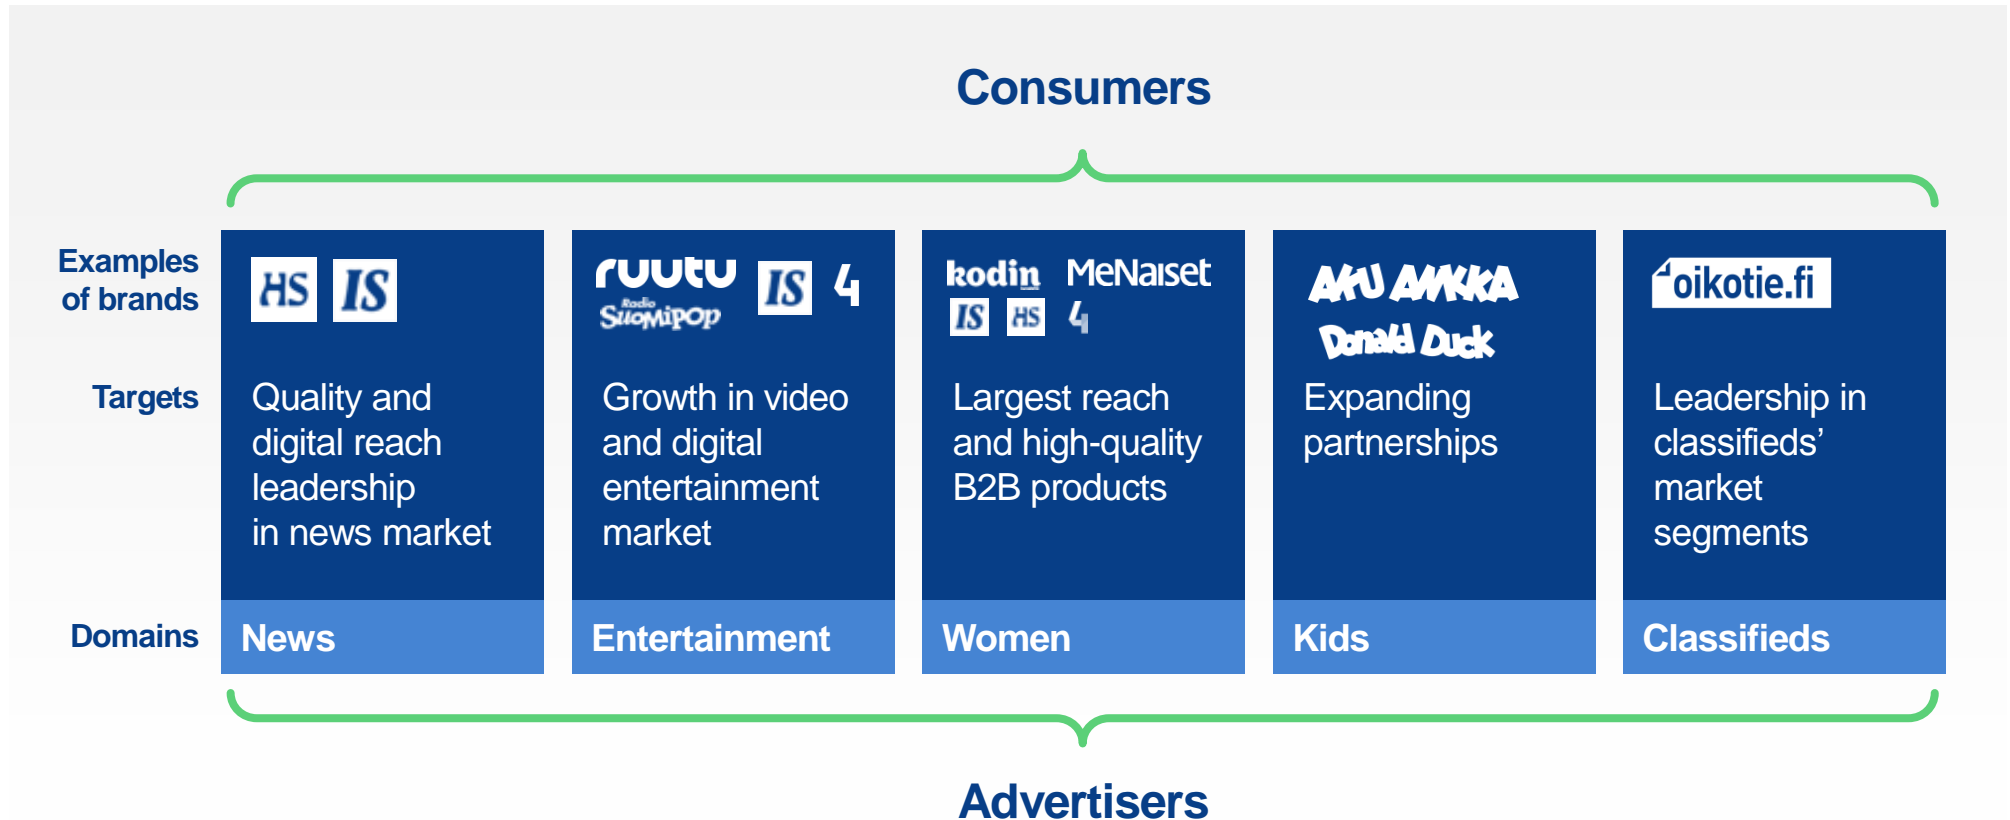 Consumers
Examples
of brands
HS IS
ruutu IS 4
Radio
SuoMiPOP
kodin MeNaiset
IS HS 4
AKU ANKKA
Donald Duck
oikotie.fi
Targets
Quality and
digital reach
leadership
in news market
Growth in video
and digital
entertainment
market
Largest reach
and high-quality
B2B products
Expanding
partnerships
Leadership in
classifieds’
market
segments
Domains
News
Entertainment
Women
Kids
Classifieds
Advertisers